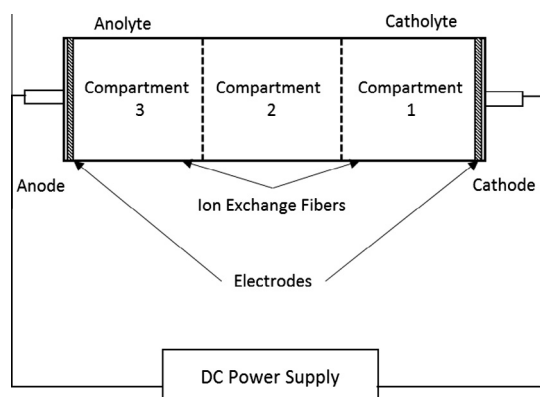 Anolyte
Catholyte
Compartment
3
Compartment
2
Compartment
1
Anode
Cathode
Ion Exchange Fibers
Electrodes
DC Power Supply